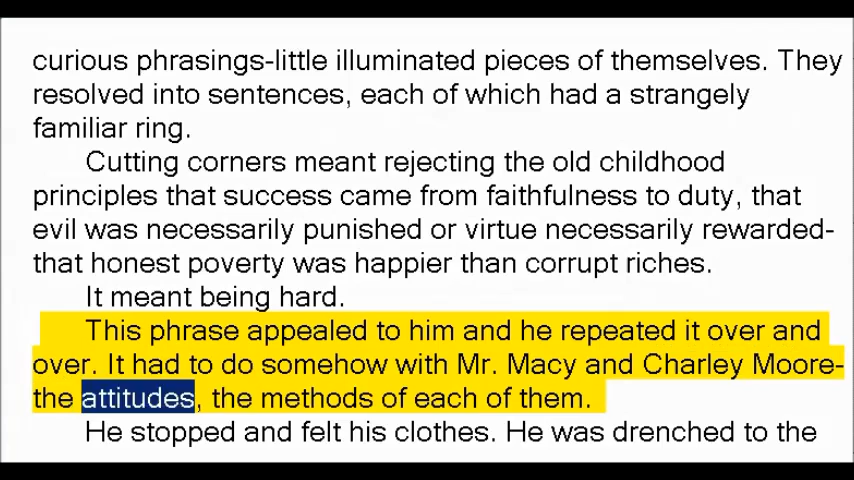 curious phrasings-little illuminated pieces of themselves. They
resolved into sentences, each of which had a strangely
familiar ring.
Cutting corners meant rejecting the old childhood
principles that success came from faithfulness to duty, that
evil was necessarily punished or virtue necessarily rewarded-
that honest poverty was happier than corrupt riches.
It meant being hard.
This phrase appealed to him and he repeated it over and
over. It had to do somehow with Mr. Macy and Charley Moore-
the attitudes, the methods of each of them.
He stopped and felt his clothes. He was drenched to the